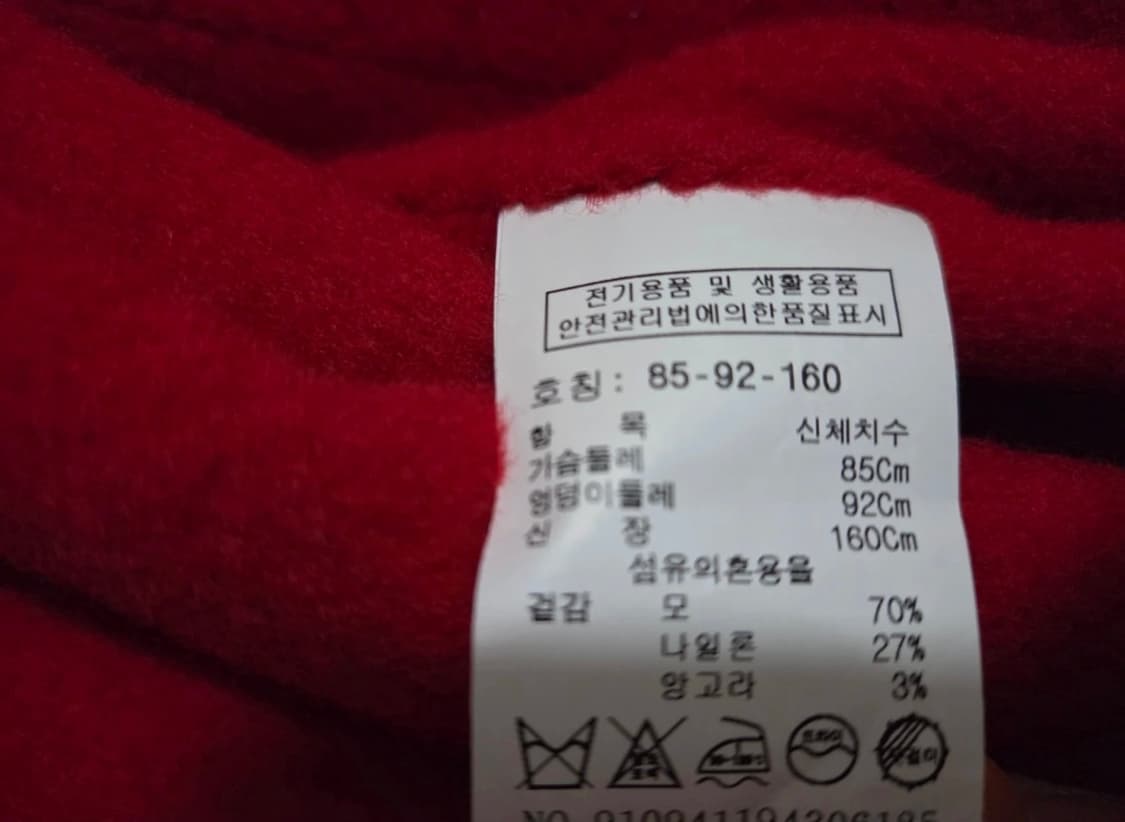 전기용품 및 생활용품
안전관리법에의한품질표시
호칭: 85-92-160
항 목 신체치수
가슴둘레 85Cm
엉덩이둘레 92Cm
신 장 160Cm
섬유의혼용율
겉감 모 70%
나일론 27%
앙고라 3%
드라이